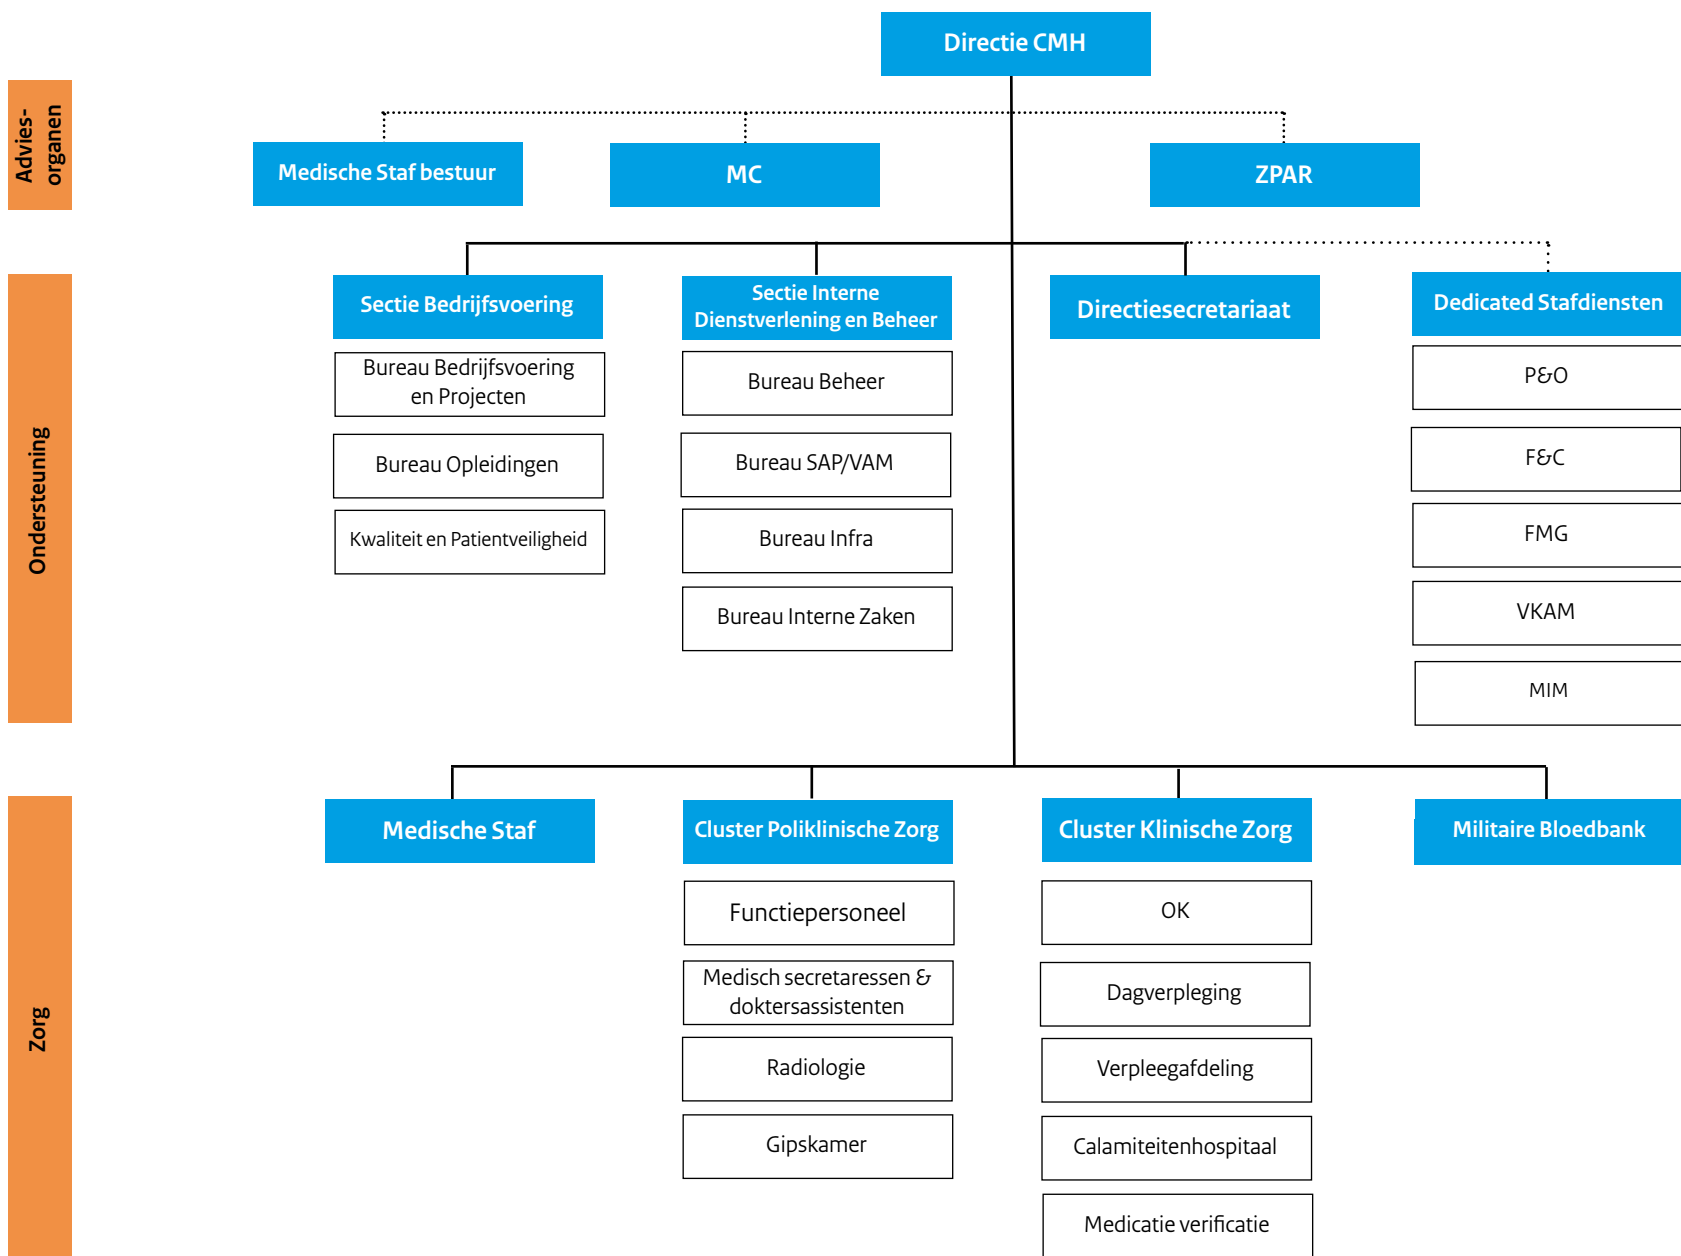 Directie CMH
Advies-
organen
Medische Staf bestuur
MC
ZPAR
Ondersteuning
Sectie Bedrijfsvoering
Bureau Bedrijfsvoering
en Projecten
Bureau Opleidingen
Kwaliteit en Patientveiligheid
Sectie Interne
Dienstverlening en Beheer
Bureau Beheer
Bureau SAP/VAM
Bureau Infra
Bureau Interne Zaken
Directiesecretariaat
Dedicated Stafdiensten
P&O
F&C
FMG
VKAM
MIM
Zorg
Medische Staf
Cluster Poliklinische Zorg
Functiepersoneel
Medisch secretaressen &
doktersassistenten
Radiologie
Gipskamer
Cluster Klinische Zorg
OK
Dagverpleging
Verpleegafdeling
Calamiteitenhospitaal
Medicatie verificatie
Militaire Bloedbank